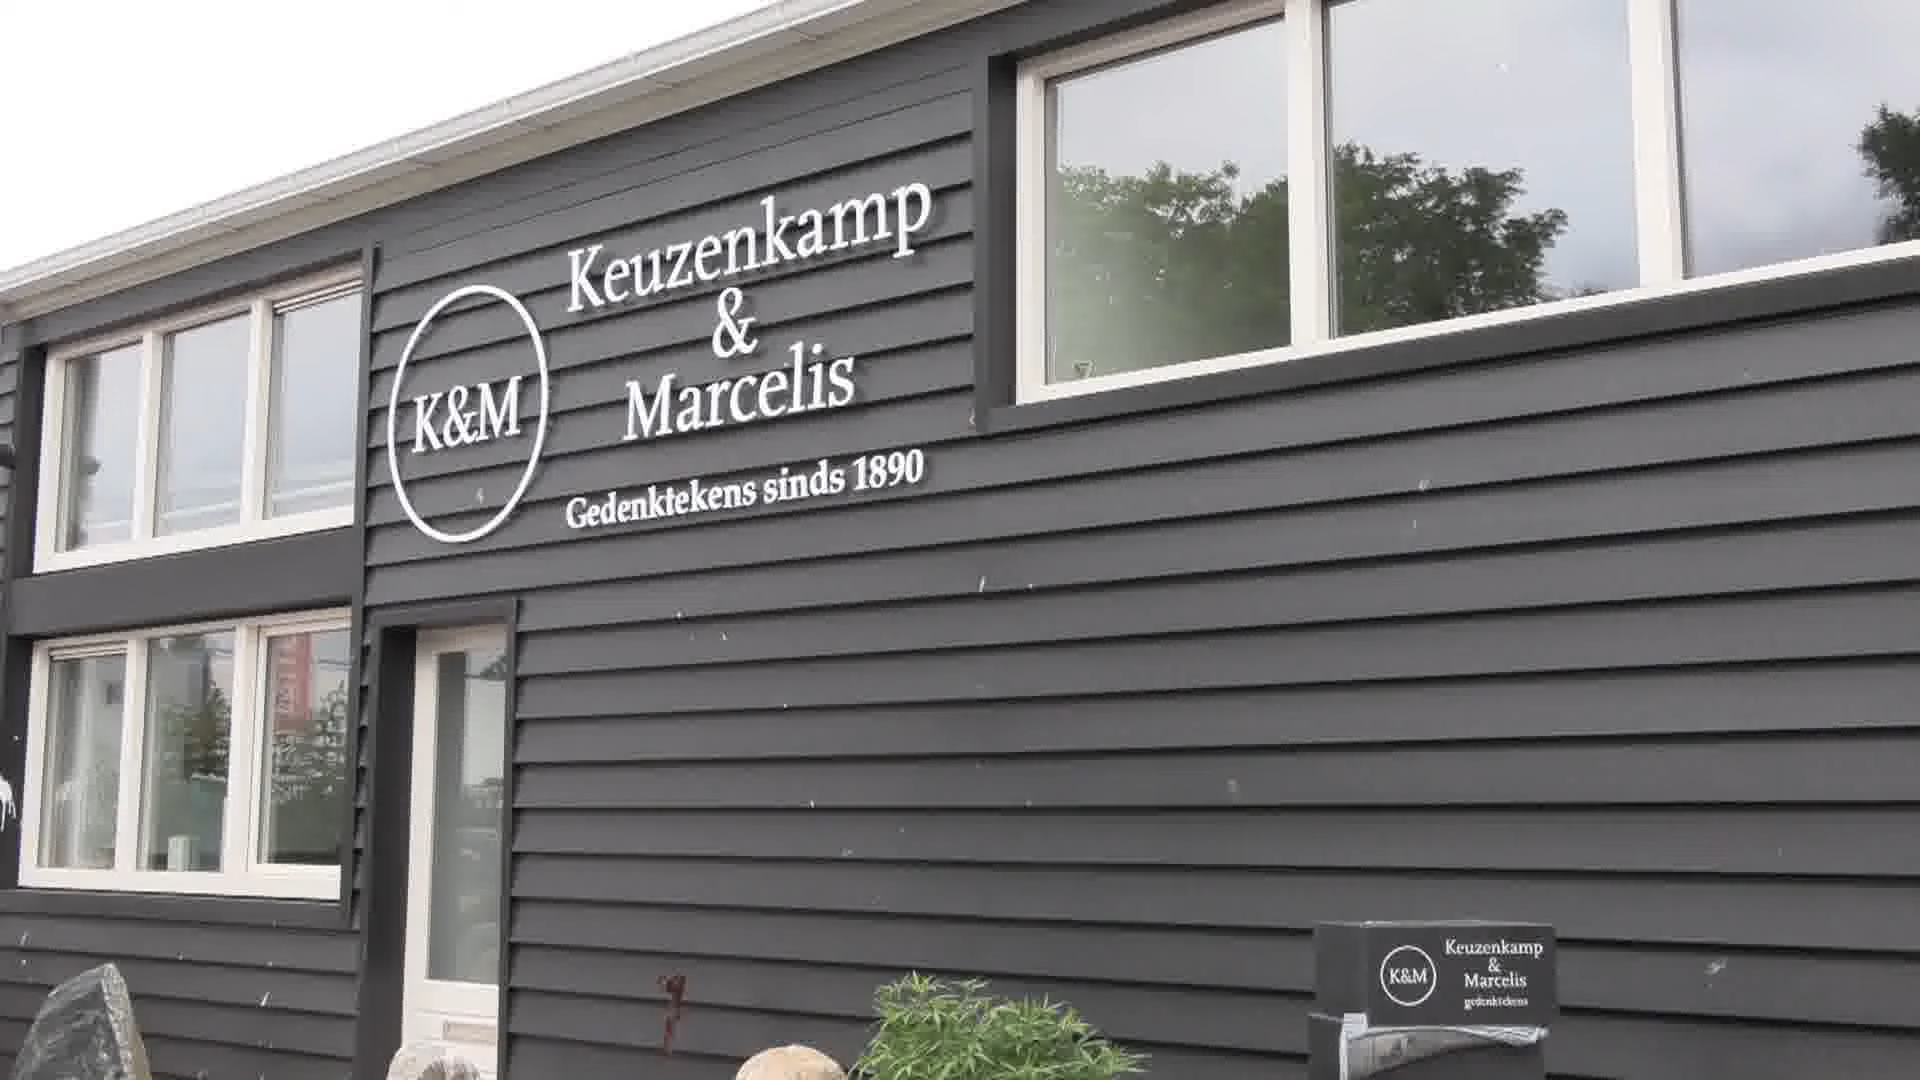 K&M
Keuzenkamp
&
Marcelis
Gedenktekens sinds 1890
K&M
Keuzenkamp
&
Marcelis
gedenktekens